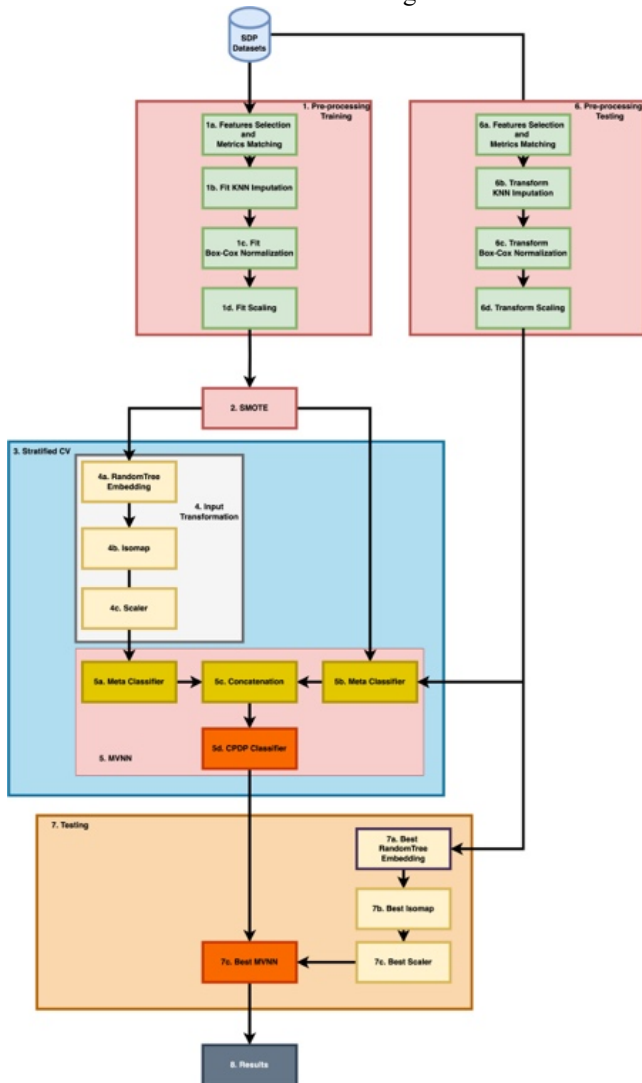 SDP
Datasets
1. Pre-processing
Training
1a. Features Selection
and
Metrics Matching
1b. Fit KNN Imputation
1c. Fit
Box-Cox Normalization
1d. Fit Scaling
6. Pre-processing
Testing
6a. Features Selection
and
Metrics Matching
6b. Transform
KNN Imputation
6c. Transform
Box-Cox Normalization
6d. Transform Scaling
2. SMOTE
3. Stratified CV
4a. RandomTree
Embedding
4. Input
Transformation
4b. Isomap
4c. Scaler
5a. Meta Classifier
5c. Concatenation
5b. Meta Classifier
5d. CPDP Classifier
5. MVNN
7. Testing
7a. Best
RandomTree
Embedding
7b. Best Isomap
7c. Best MVNN
7c. Best Scaler
8. Results